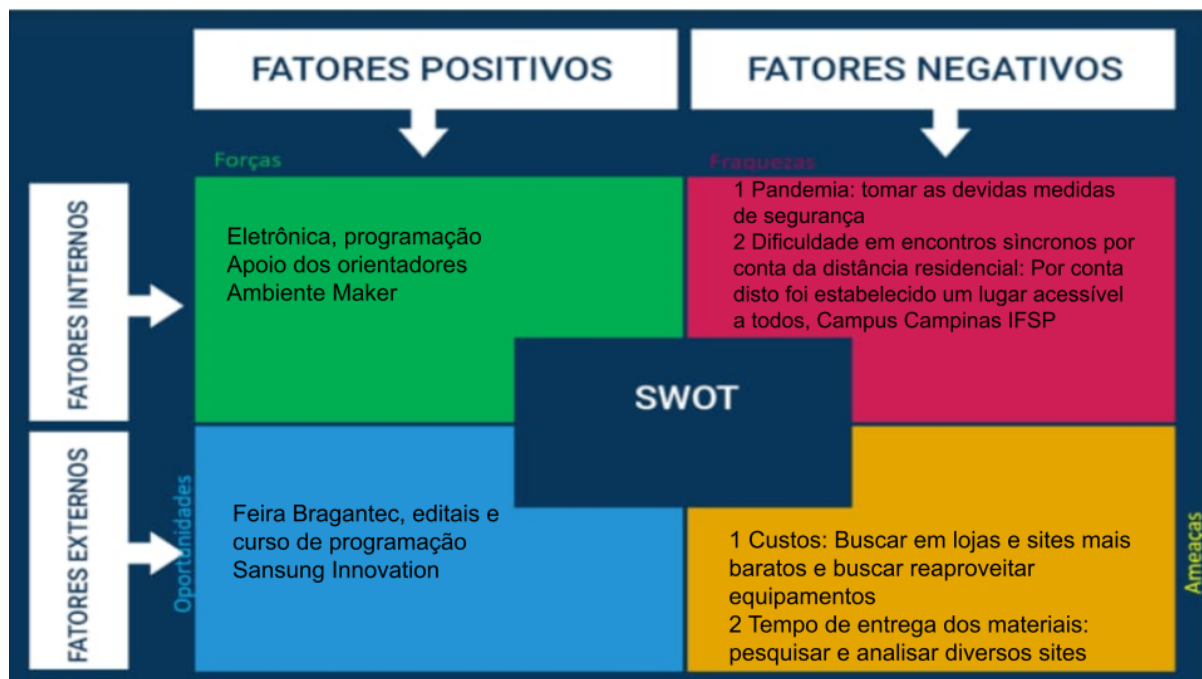 FATORES POSITIVOS
FATORES NEGATIVOS
Forças
Fraquezas
FATORES INTERNOS
Eletrônica, programação
Apoio dos orientadores
Ambiente Maker
1 Pandemia: tomar as devidas medidas
de segurança
2 Dificuldade em encontros sìncronos por
conta da distância residencial: Por conta
disto foi estabelecido um lugar acessível
a todos, Campus Campinas IFSP
SWOT
FATORES EXTERNOS
Oportunidades
Feira Bragantec, editais e
curso de programação
Sansung Innovation
1 Custos: Buscar em lojas e sites mais
baratos e buscar reaproveitar
equipamentos
2 Tempo de entrega dos materiais:
pesquisar e analisar diversos sites
Ameaças